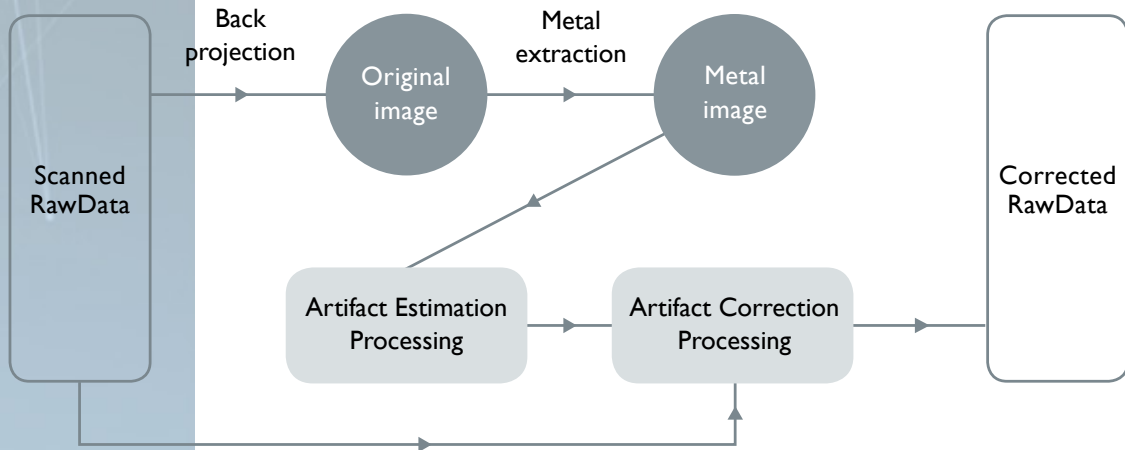 Back
projection
Metal
extraction
Original
image
Metal
image
Scanned
RawData
Corrected
RawData
Artifact Estimation
Processing
Artifact Correction
Processing